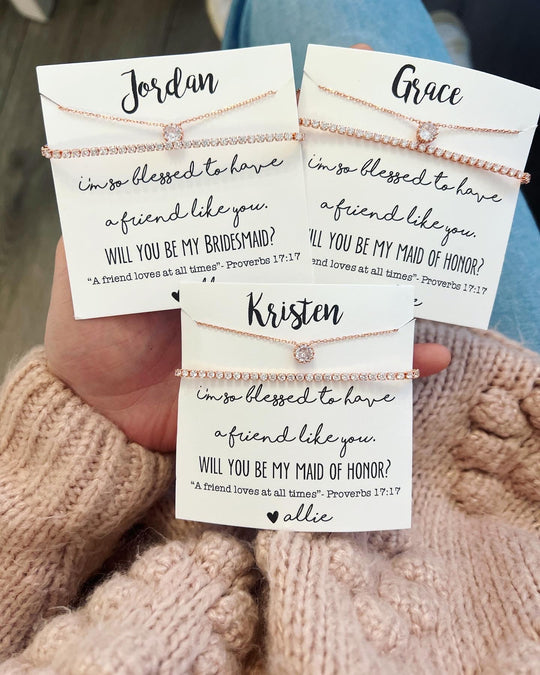 Jordan
i'm so blessed to have
a friend like you.
WILL YOU BE MY BRIDESMAID?
"A friend loves at all times"- Proverbs 17:17
Grace
i'm so blessed to have
a friend like you.
WILL YOU BE MY MAID OF HONOR?
friend loves at all times"- Proverbs 17:17
allie
Kristen
i'm so blessed to have
a friend like you.
WILL YOU BE MY MAID OF HONOR?
"A friend loves at all times"- Proverbs 17:17
♥ allie